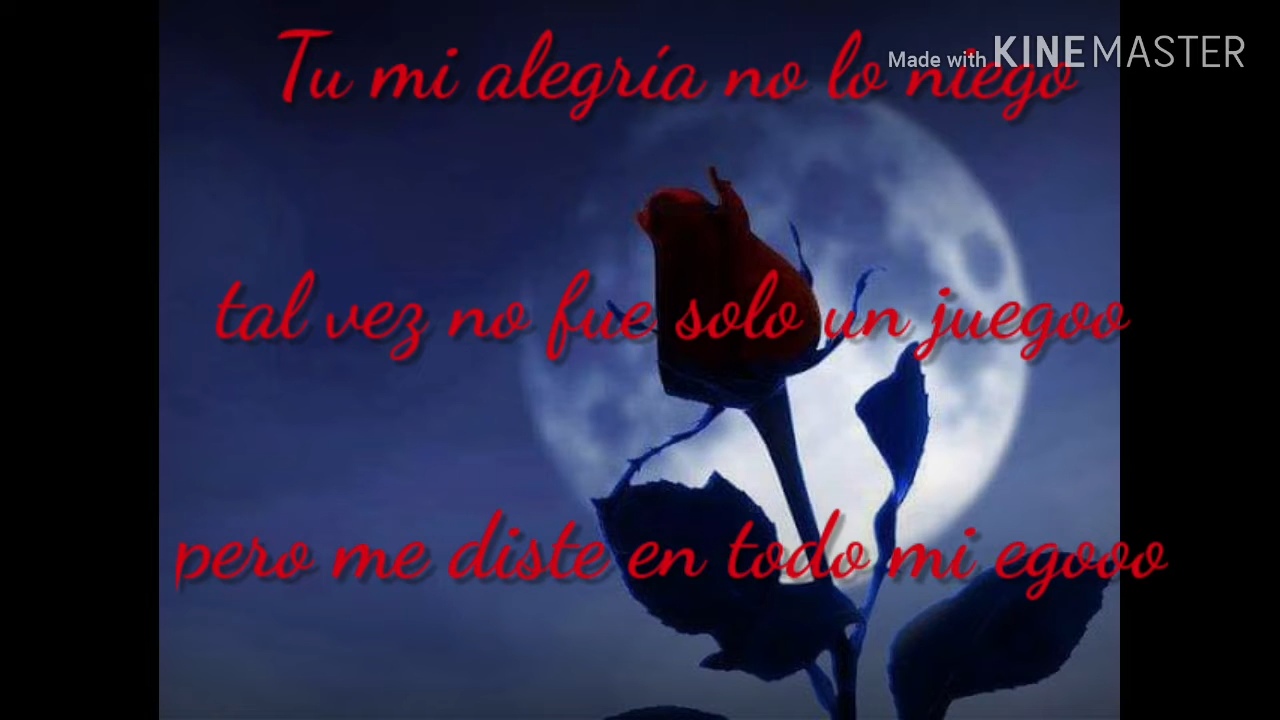 Tu mi alegría no lo niego
Made with KINEMASTER
tal vez no fue solo un juegoo
pero me diste en todo mi egooo